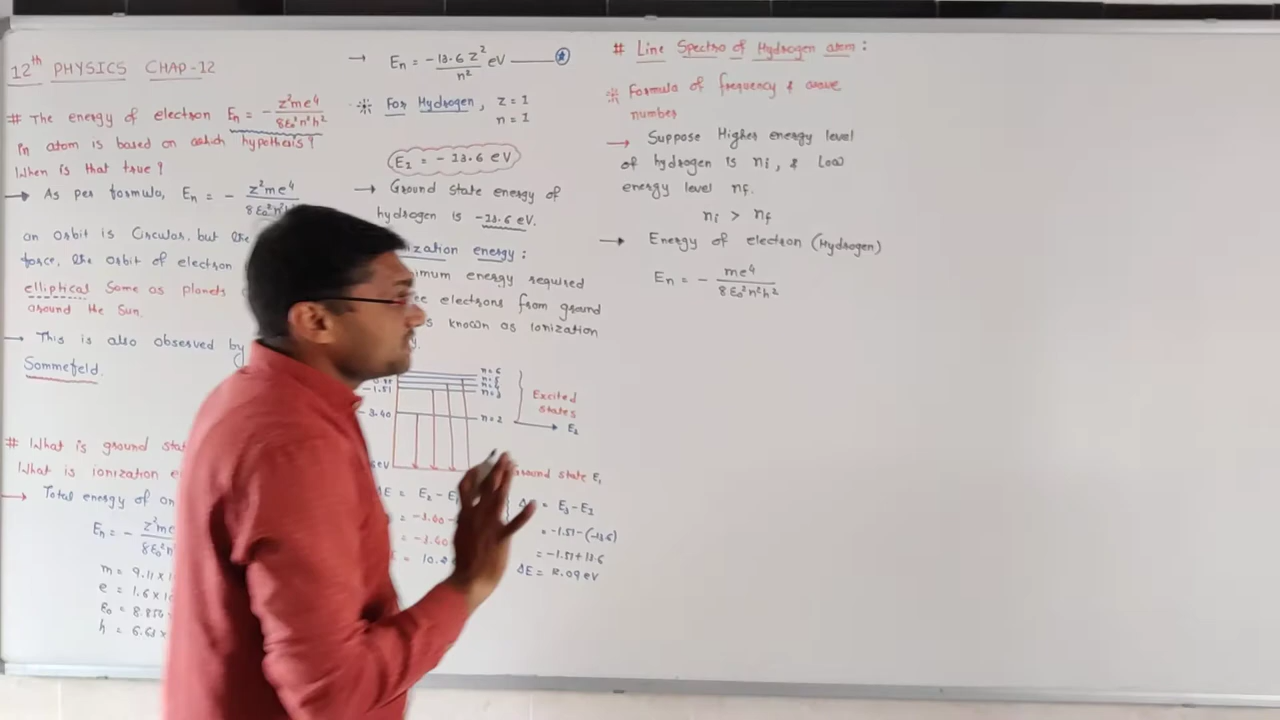 12th PHYSICS CHAP-12
# The energy of electron En = - z²me⁴ / 8ε₀²n²h²
in atom is based on which hypothesis?
When is that true?
→ As per formula, En = - z²me⁴ / 8ε₀²n²h²
an orbit is Circular. but the
force, the orbit of electron
elliptical Same as planets
around the Sun.
→ This is also observed by
Sommefeld.
# What is ground stat
What is ionization e
→ Total energy of
En = - z²me / 8ε₀²n
m = 9.11 x 1
e = 1.6 x 10
ε₀ = 8.85
h = 6.63
→ En = -13.6 z² / n² eV
For Hydrogen, z = 1
n = 1
E1 = - 13.6 eV
→ Ground state energy of
hydrogen is -13.6 eV.
ization energy:
imum energy required
electrons from ground
is known as ionization
y.
n=6
n=5
n=4
n=3
-1.51
-3.40
n=2
Excited
states
E2
eV
Ground state E1
ΔE = E2 - E1
= -3.40
= -3.40
= 10.2
= E3 - E1
= -1.51 - (-13.6)
= -1.51 + 13.6
ΔE = 12.09 eV
# Line Spectra of Hydrogen atom :
Formula of frequency & wave
number
→ Suppose Higher energy level
of hydrogen is ni, & Low
energy level nf.
ni > nf
→ Energy of electron (Hydrogen)
En = - me⁴ / 8ε₀²n²h²